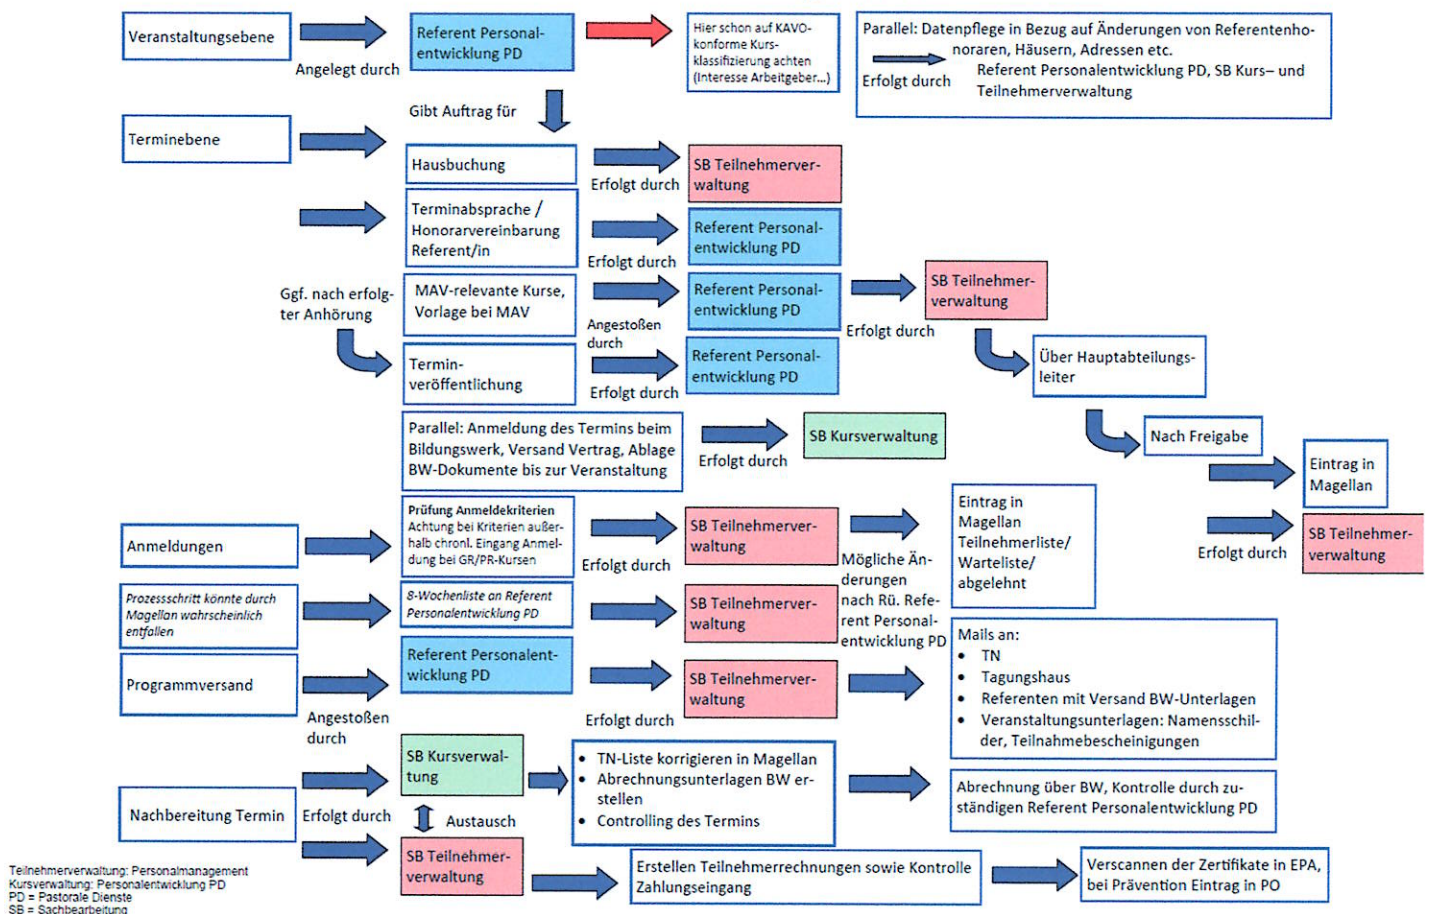 Veranstaltungsebene
Angelegt durch
Referent Personal-
entwicklung PD
Hier schon auf KAVO-
konforme Kurs-
klassifizierung achten
(Interesse Arbeitgeber...)
Parallel: Datenpflege in Bezug auf Änderungen von Referentenho-
noraren, Häusern, Adressen etc.
Erfolgt durch
Referent Personalentwicklung PD, SB Kurs– und
Teilnehmerverwaltung
Gibt Auftrag für
Terminebene
Hausbuchung
Erfolgt durch
SB Teilnehmerver-
waltung
Terminabsprache /
Honorarvereinbarung
Referent/in
Erfolgt durch
Referent Personal-
entwicklung PD
Ggf. nach erfolg-
ter Anhörung
MAV-relevante Kurse,
Vorlage bei MAV
Angestoßen
durch
Referent Personal-
entwicklung PD
Erfolgt durch
SB Teilnehmer-
verwaltung
Termin-
veröffentlichung
Erfolgt durch
Referent Personal-
entwicklung PD
Über Hauptabteilungs-
leiter
Parallel: Anmeldung des Termins beim
Bildungswerk, Versand Vertrag, Ablage
BW-Dokumente bis zur Veranstaltung
Erfolgt durch
SB Kursverwaltung
Nach Freigabe
Eintrag in
Magellan
Erfolgt durch
SB Teilnehmer-
verwaltung
Anmeldungen
Prüfung Anmeldekriterien
Achtung bei Kriterien außer-
halb chronl. Eingang Anmel-
dung bei GR/PR-Kursen
Erfolgt durch
SB Teilnehmerver-
waltung
Mögliche Än-
derungen
nach Rü. Refe-
rent Personal-
entwicklung PD
Eintrag in
Magellan
Teilnehmerliste/
Warteliste/
abgelehnt
Prozessschritt könnte durch
Magellan wahrscheinlich
entfallen
8-Wochenliste an Referent
Personalentwicklung PD
SB Teilnehmerver-
waltung
Programmversand
Angestoßen
durch
Referent Personalent-
wicklung PD
Erfolgt durch
SB Teilnehmerver-
waltung
Mails an:
• TN
• Tagungshaus
• Referenten mit Versand BW-Unterlagen
• Veranstaltungsunterlagen: Namensschil-
der, Teilnahmebescheinigungen
Nachbereitung Termin
Erfolgt durch
SB Kursverwal-
tung
Austausch
• TN-Liste korrigieren in Magellan
• Abrechnungsunterlagen BW er-
stellen
• Controlling des Termins
Abrechnung über BW, Kontrolle durch zu-
ständigen Referent Personalentwicklung PD
SB Teilnehmer-
verwaltung
Erstellen Teilnehmerrechnungen sowie Kontrolle
Zahlungseingang
Verscannen der Zertifikate in EPA,
bei Prävention Eintrag in PO
Teilnehmerverwaltung: Personalmanagement
Kursverwaltung: Personalentwicklung PD
PD = Pastorale Dienste
SB = Sachbearbeitung